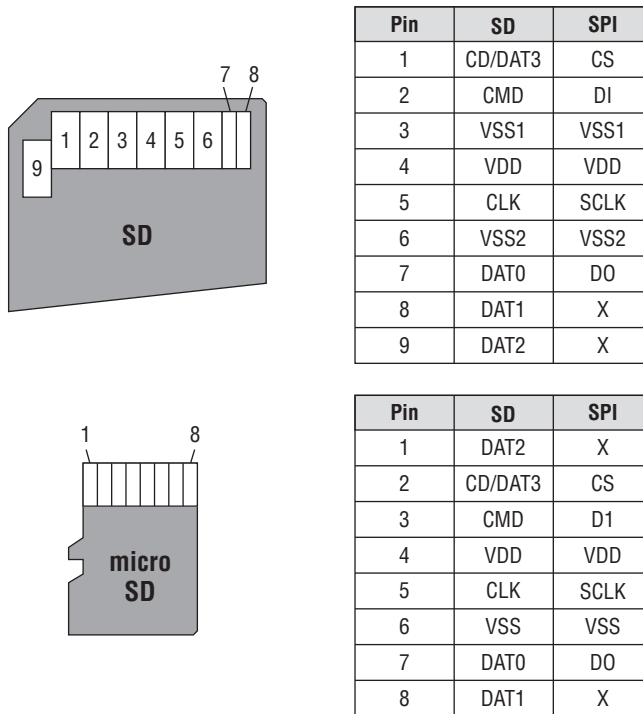 7 8
1 2 3 4 5 6
9
SD
Pin SD SPI
1 CD/DAT3 CS
2 CMD DI
3 VSS1 VSS1
4 VDD VDD
5 CLK SCLK
6 VSS2 VSS2
7 DAT0 DO
8 DAT1 X
9 DAT2 X
1 8
micro
SD
Pin SD SPI
1 DAT2 X
2 CD/DAT3 CS
3 CMD D1
4 VDD VDD
5 CLK SCLK
6 VSS VSS
7 DAT0 DO
8 DAT1 X